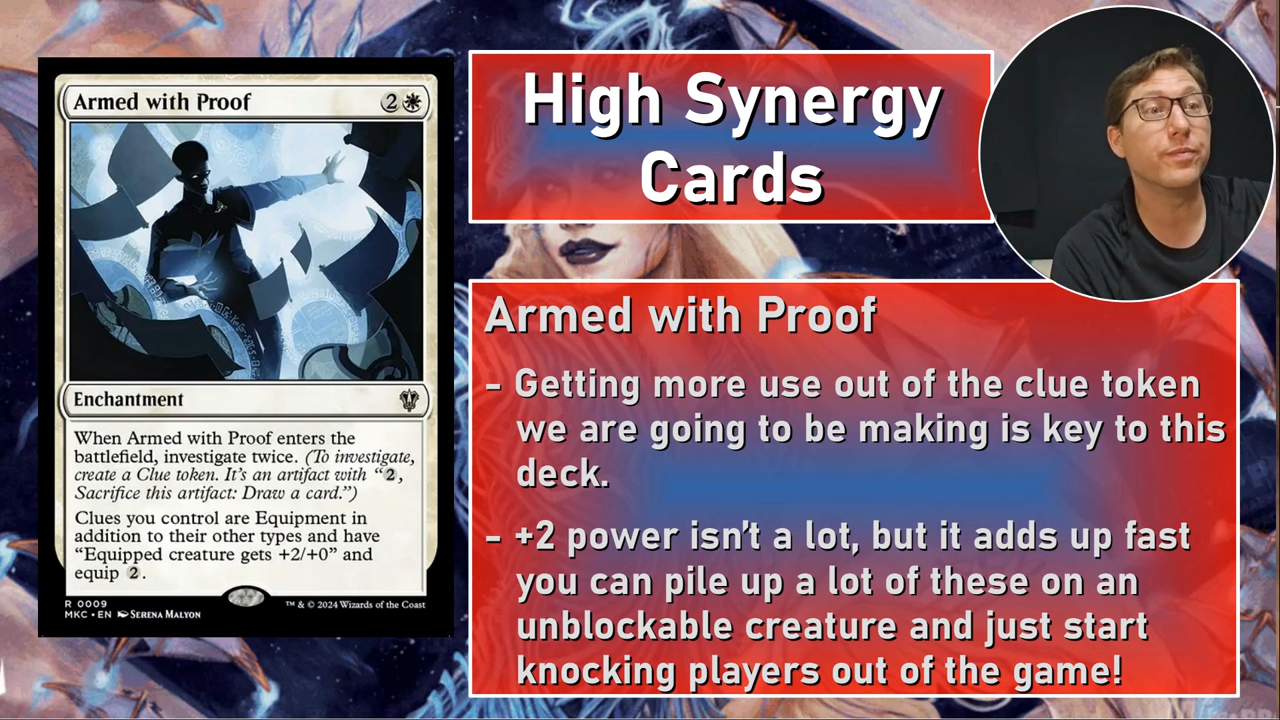 Armed with Proof 2
High Synergy
Cards
Enchantment
When Armed with Proof enters the
battlefield, investigate twice. (To investigate,
create a Clue token. It's an artifact with “2,
Sacrifice this artifact: Draw a card.”)
Clues you control are Equipment in
addition to their other types and have
“Equipped creature gets +2/+0” and
equip 2.
R 0009
MKC • EN SERENA MALYON
™ & © 2024 Wizards of the Coast
Armed with Proof
- Getting more use out of the clue token
we are going to be making is key to this
deck.
- +2 power isn't a lot, but it adds up fast
you can pile up a lot of these on an
unblockable creature and just start
knocking players out of the game!